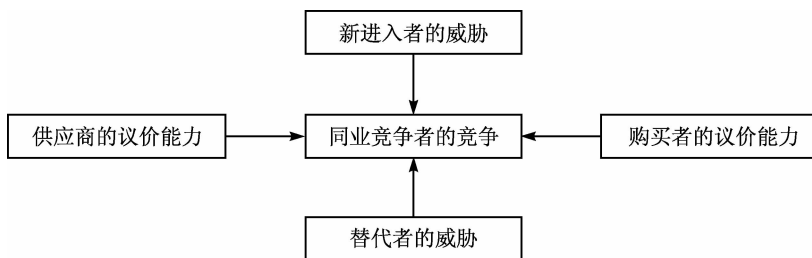 新进入者的威胁
供应商的议价能力
同业竞争者的竞争
购买者的议价能力
替代者的威胁